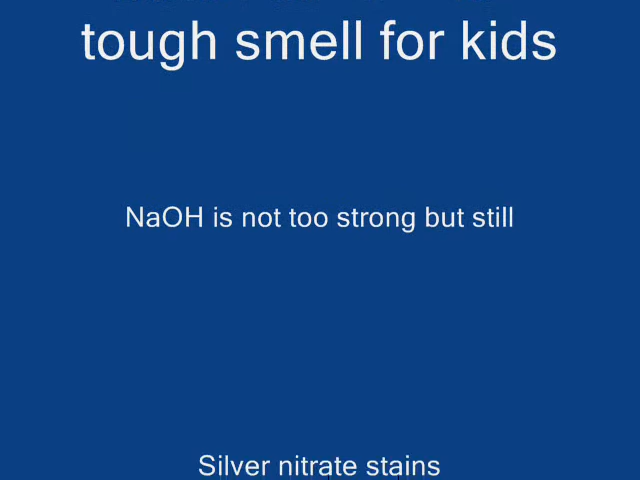 tough smell for kids
NaOH is not too strong but still
Silver nitrate stains